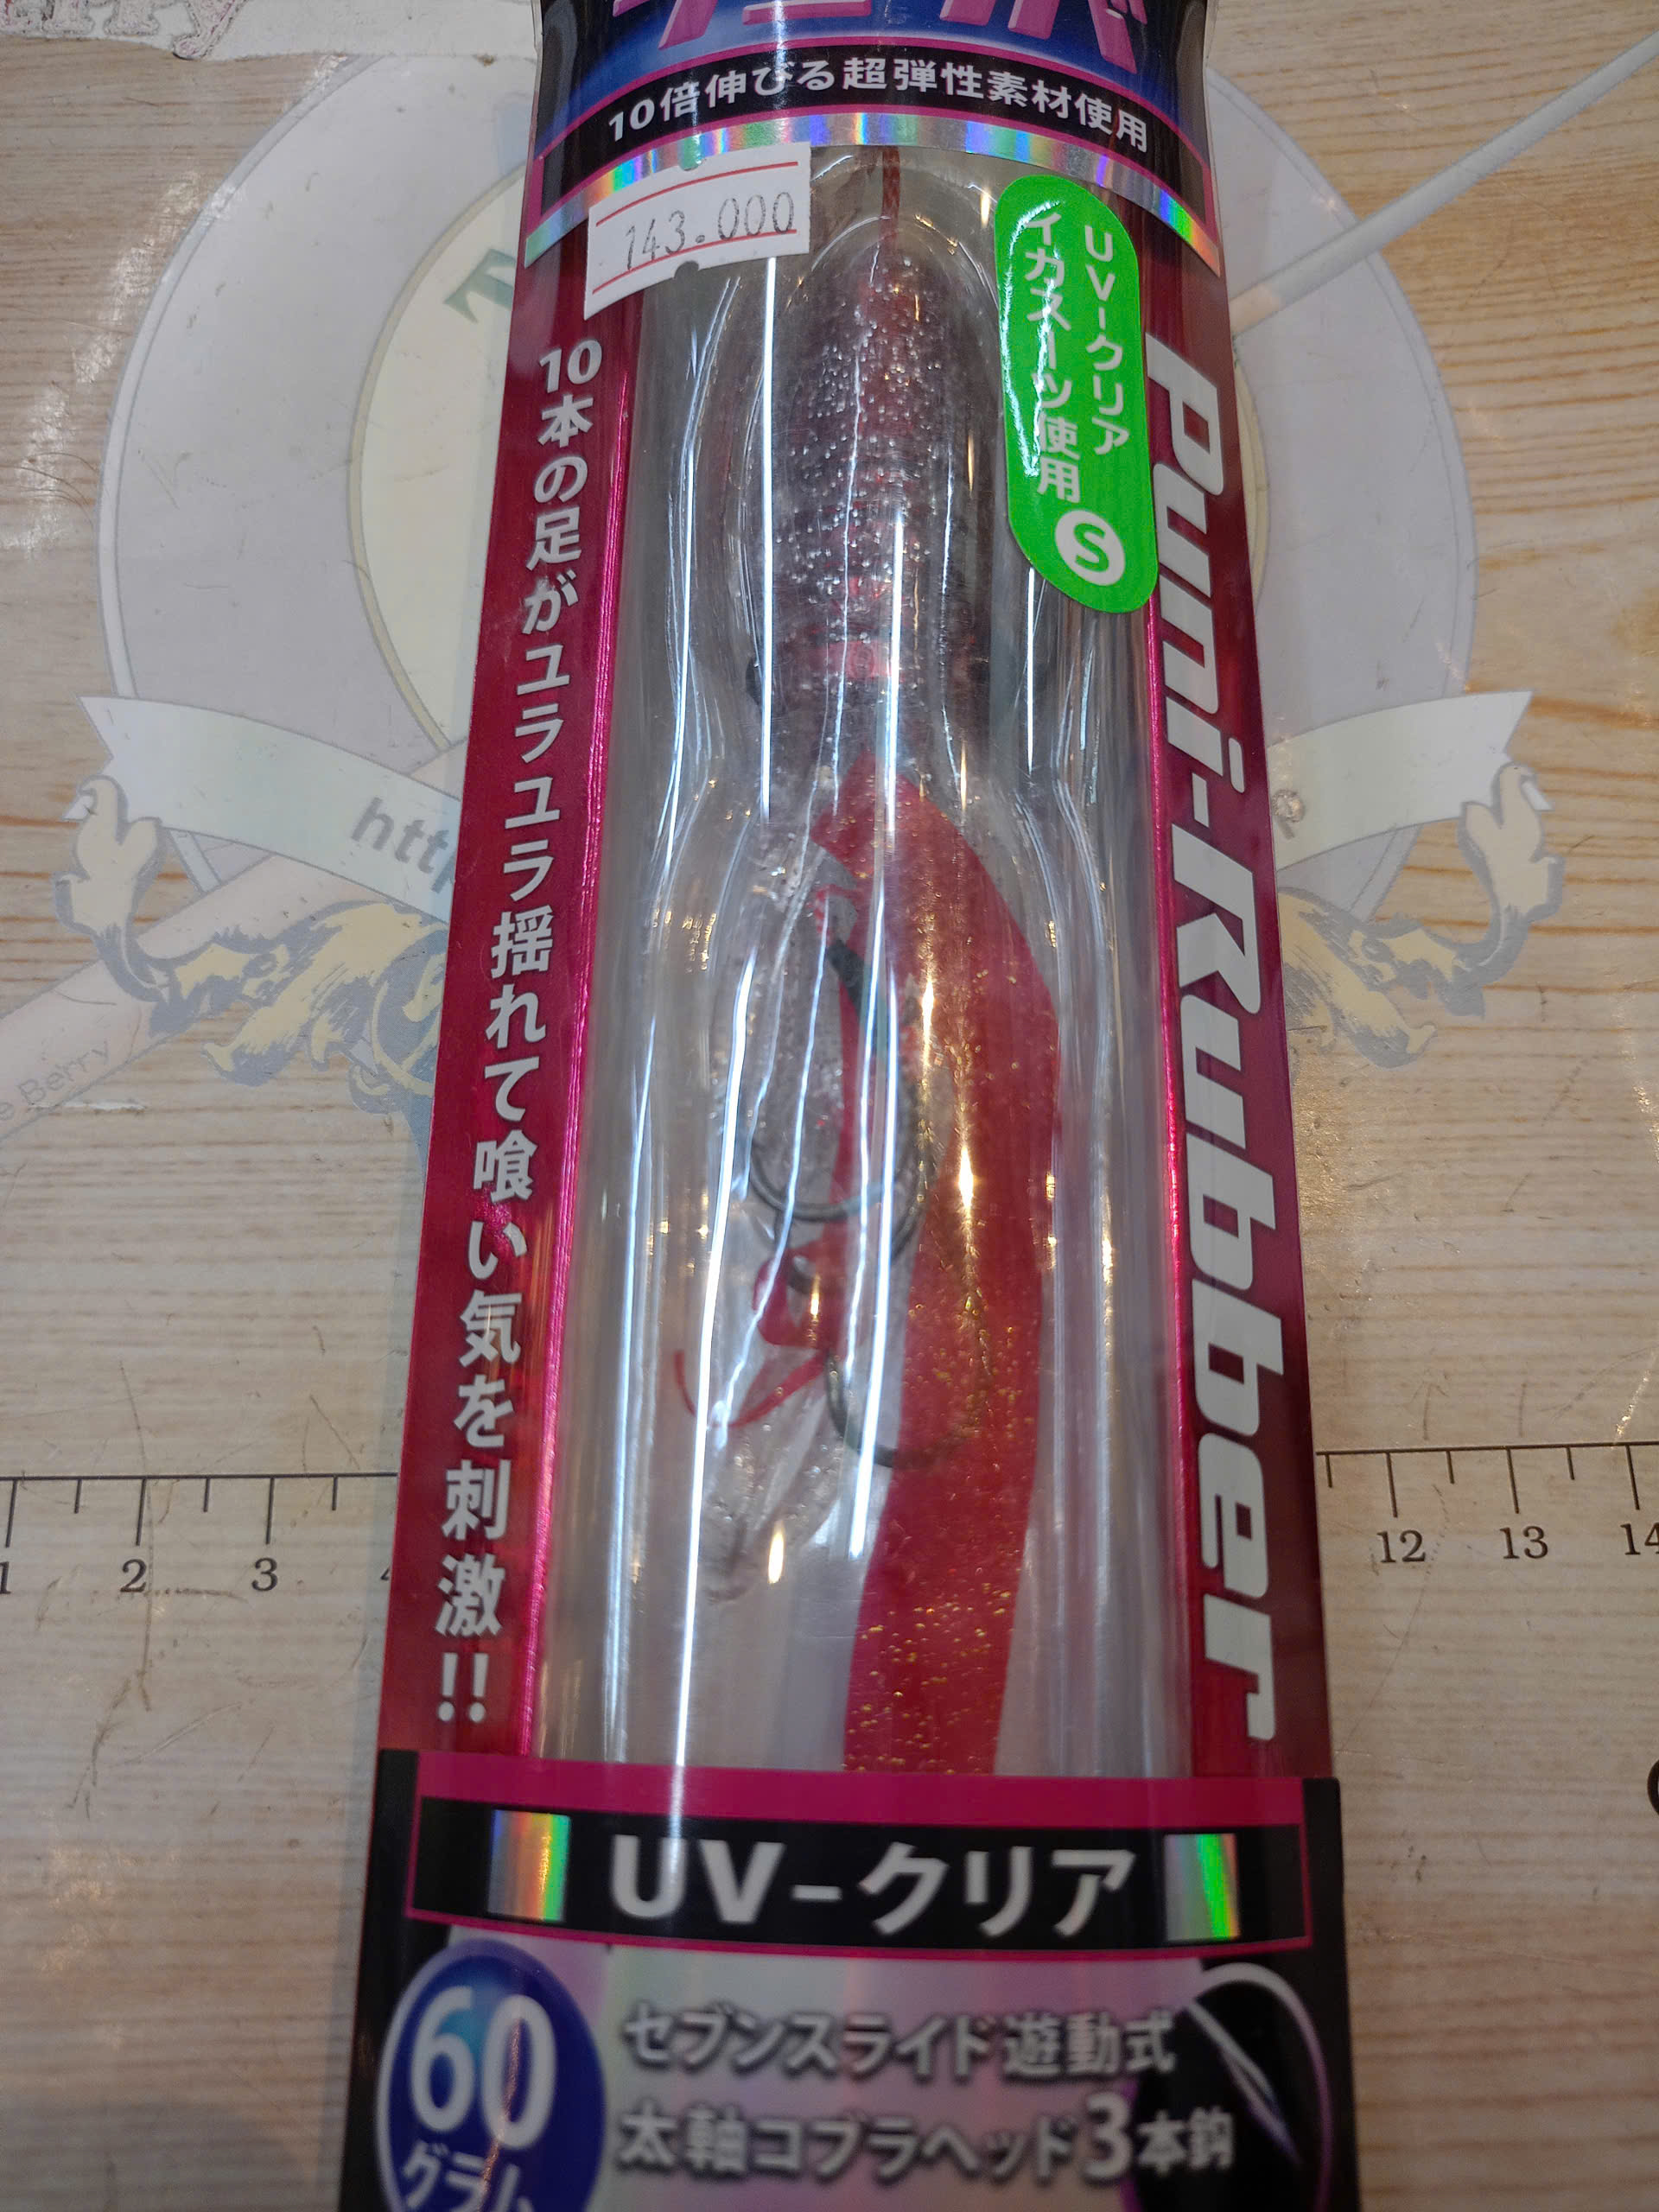 10倍伸びる超弾性素材使用
143.000
UV-クリア
イカスーツ使用
S
10本の足がユラユラ揺れて喰い気を刺激!!
Puni-Rubber
http
e Berry
1 2 3
12 13 14
UV-クリア
60
グラム
セブンスライド遊動式
太軸コブラヘッド3本鈎